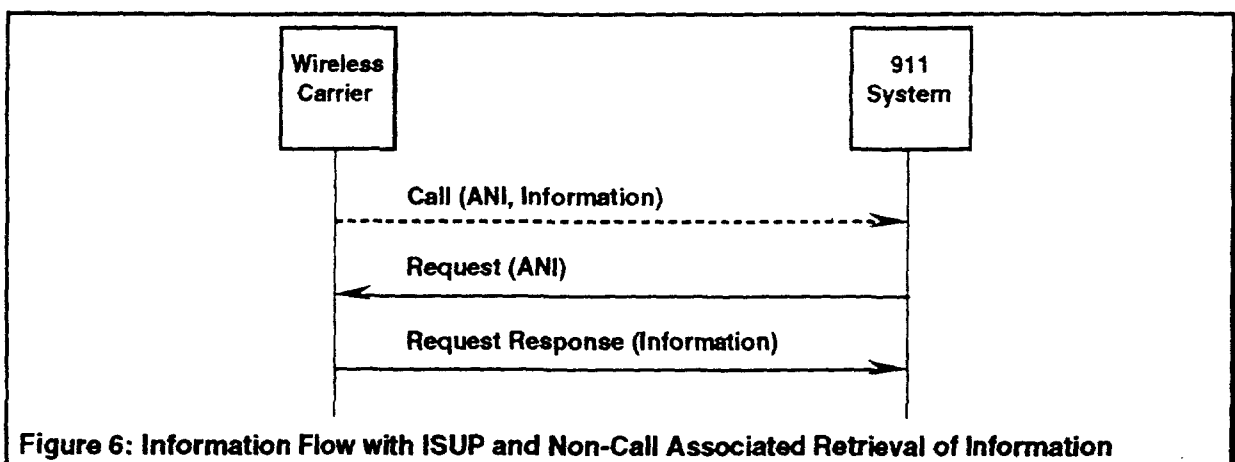 Wireless
Carrier
911
System
Call (ANI, Information)
Request (ANI)
Request Response (Information)
Figure 6: Information Flow with ISUP and Non-Call Associated Retrieval of Information